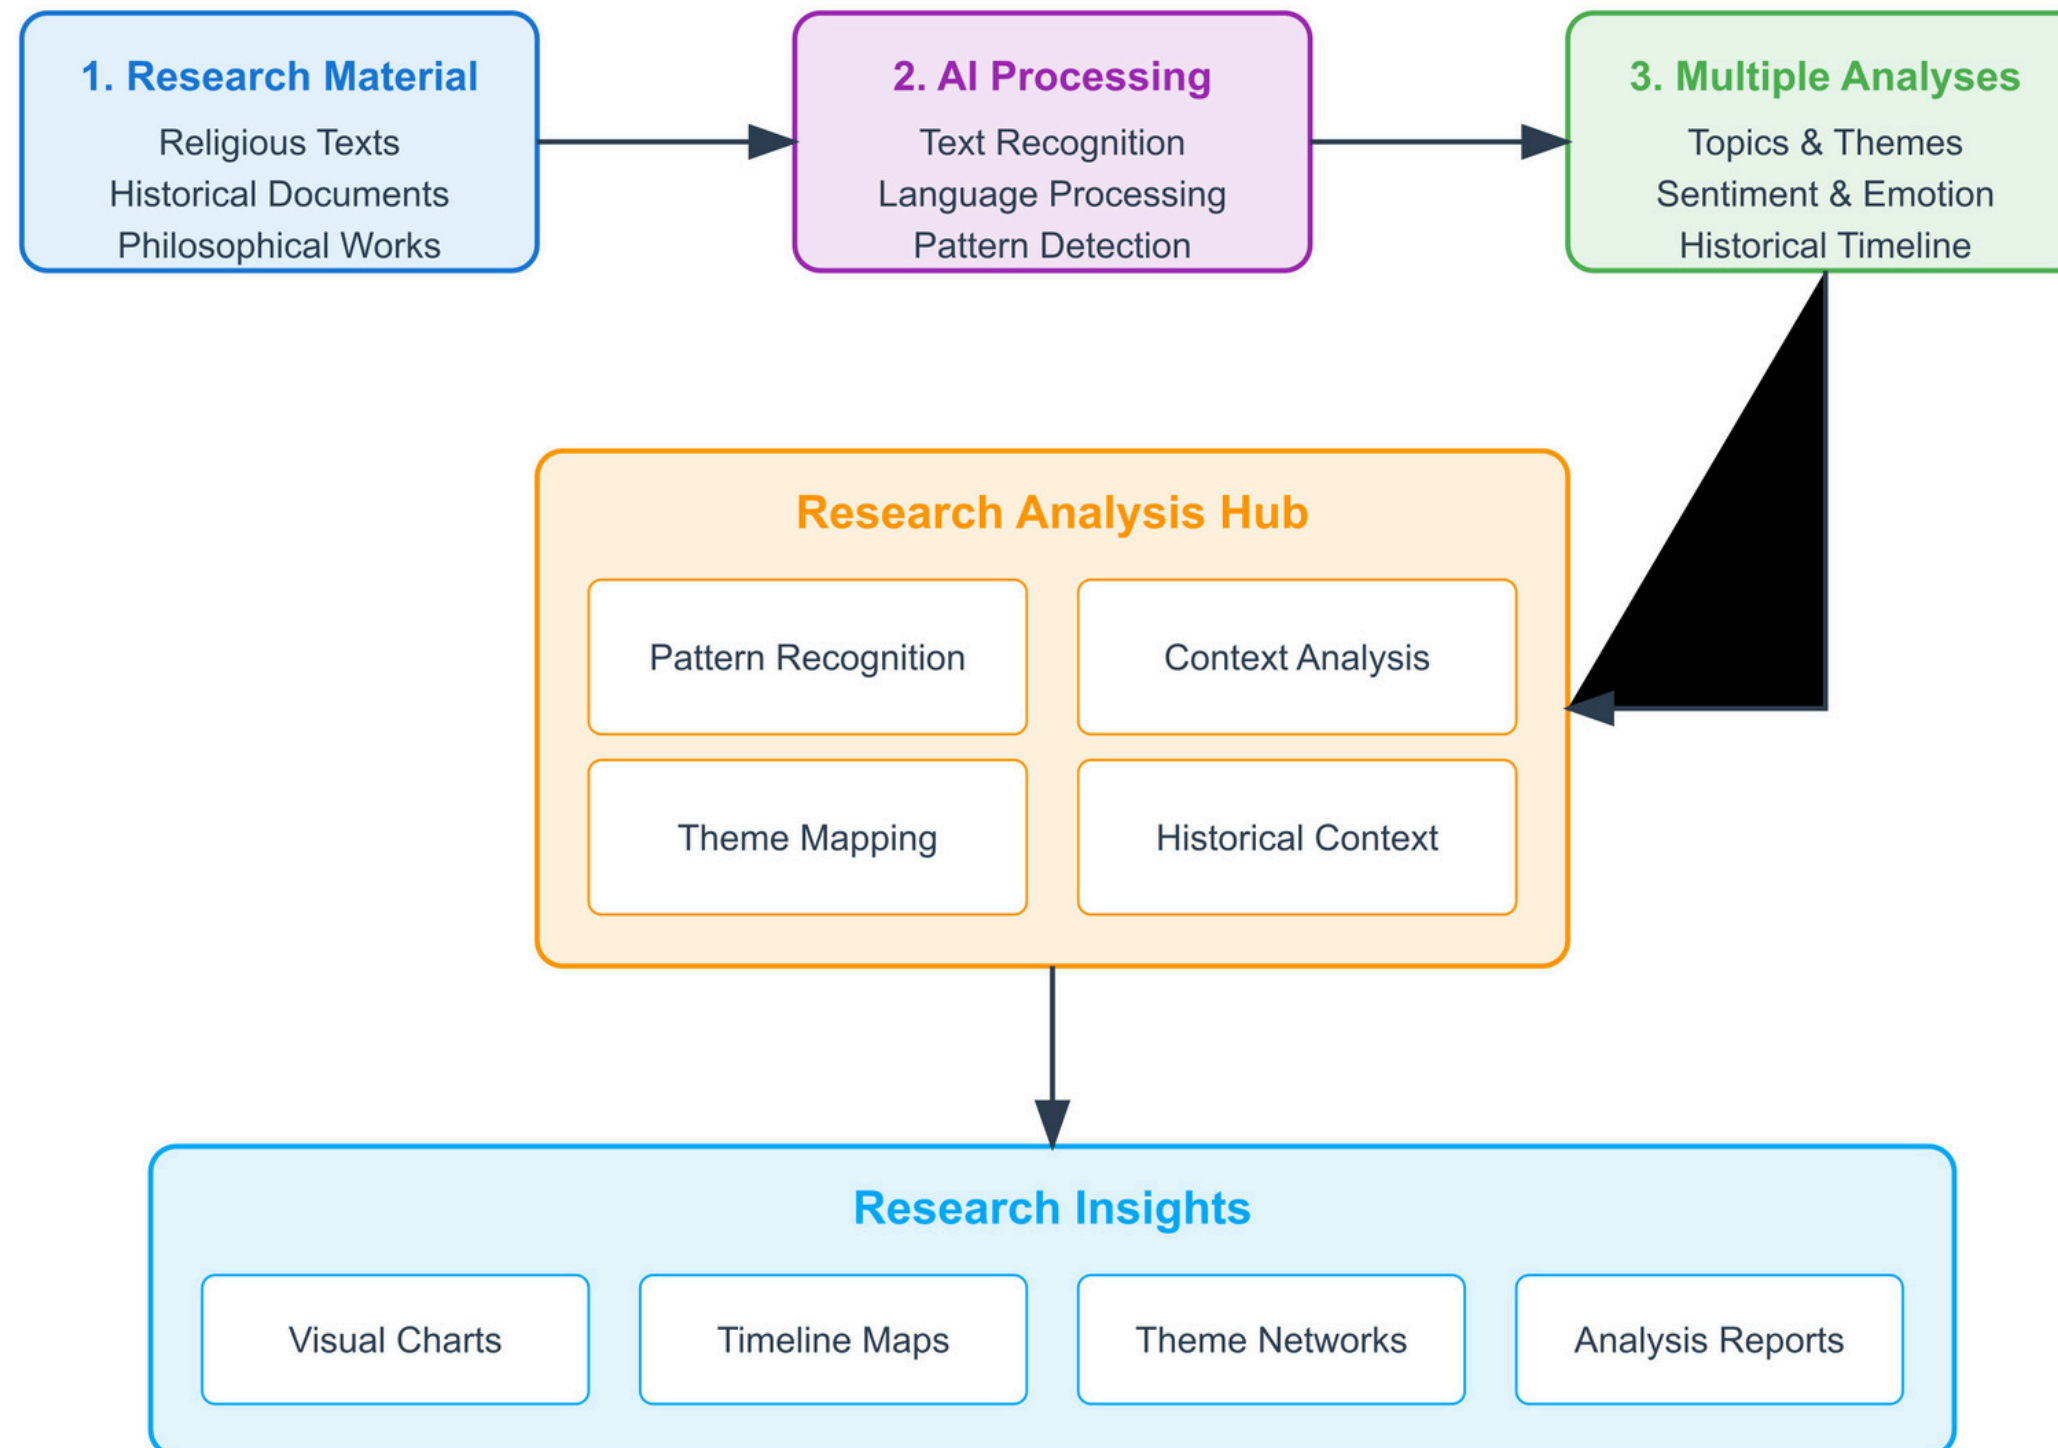 1. Research Material
Religious Texts
Historical Documents
Philosophical Works
2. AI Processing
Text Recognition
Language Processing
Pattern Detection
3. Multiple Analyses
Topics & Themes
Sentiment & Emotion
Historical Timeline
Research Analysis Hub
Pattern Recognition
Context Analysis
Theme Mapping
Historical Context
Research Insights
Visual Charts
Timeline Maps
Theme Networks
Analysis Reports